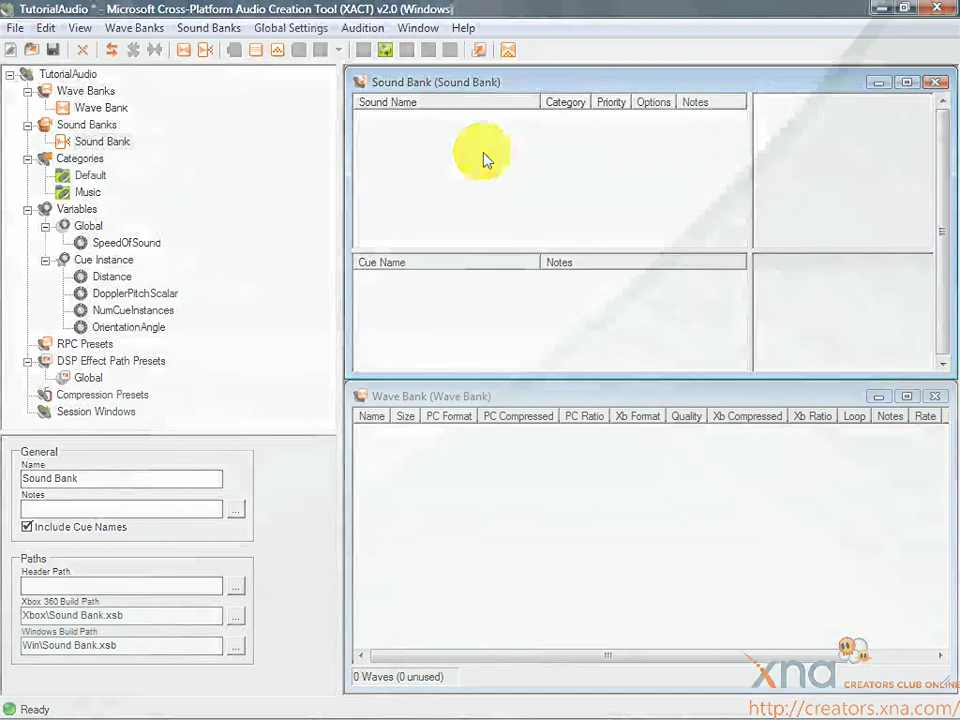 TutorialAudio * - Microsoft Cross-Platform Audio Creation Tool (XACT) v2.0 (Windows)
File Edit View Wave Banks Sound Banks Global Settings Audition Window Help
TutorialAudio
Wave Banks
Wave Bank
Sound Banks
Sound Bank
Categories
Default
Music
Variables
Global
SpeedOfSound
Cue Instance
Distance
DopplerPitchScalar
NumCueInstances
OrientationAngle
RPC Presets
DSP Effect Path Presets
Global
Compression Presets
Session Windows
General
Name
Sound Bank
Notes
...
Include Cue Names
Paths
Header Path
...
Xbox 360 Build Path
Xbox\Sound Bank.xsb
...
Windows Build Path
Win\Sound Bank.xsb
...
Ready
Sound Bank (Sound Bank)
Sound Name Category Priority Options Notes
Cue Name Notes
Wave Bank (Wave Bank)
Name Size PC Format PC Compressed PC Ratio Xb Format Quality Xb Compressed Xb Ratio Loop Notes Rate
0 Waves (0 unused)
xna CREATORS CLUB ONLINE
http://creators.xna.com/